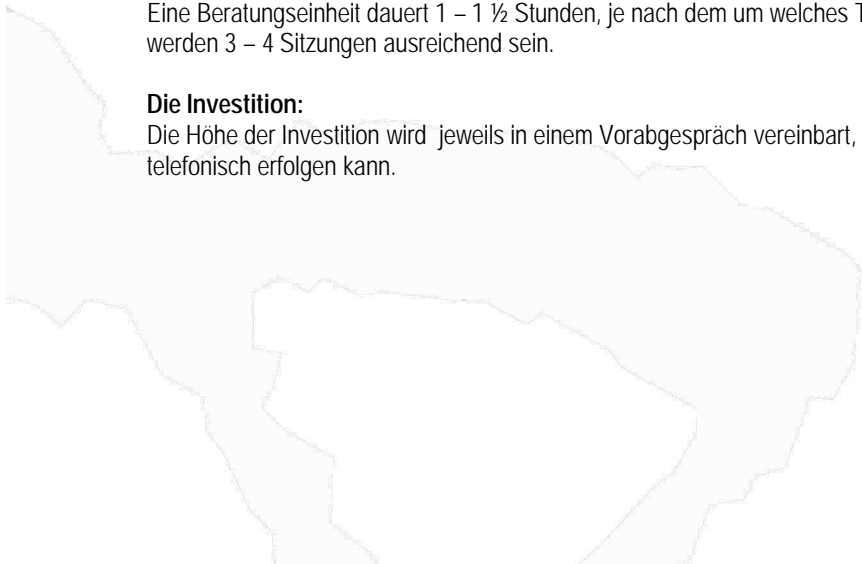 Eine Beratungseinheit dauert 1 – 1 ½ Stunden, je nach dem um welches
werden 3 – 4 Sitzungen ausreichend sein.
Die Investition:
Die Höhe der Investition wird jeweils in einem Vorabgespräch vereinbart,
telefonisch erfolgen kann.